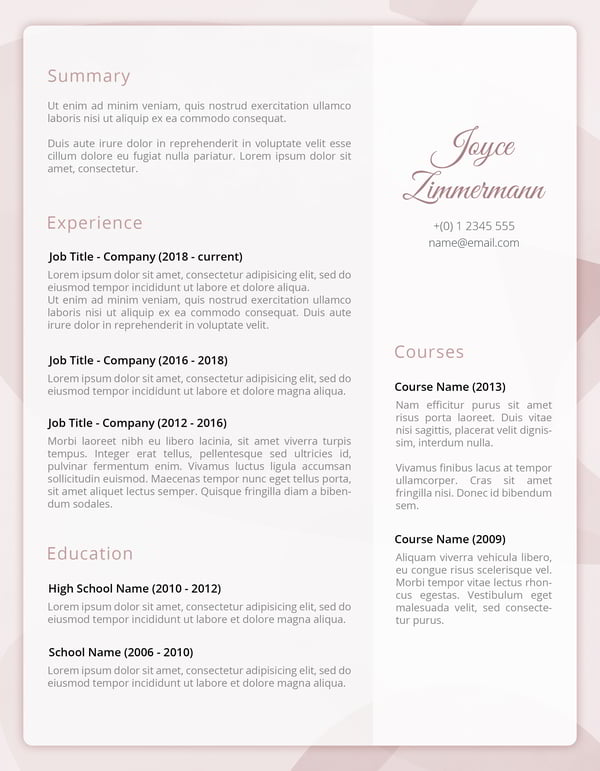 Summary
Ut enim ad minim veniam, quis nostrud exercitation ullamco
laboris nisi ut aliquip ex ea commodo consequat.
Duis aute irure dolor in reprehenderit in voluptate velit esse
cillum dolore eu fugiat nulla pariatur. Lorem ipsum dolor sit
amet, consectetur.
Experience
Job Title - Company (2018 - current)
Lorem ipsum dolor sit amet, consectetur adipisicing elit, sed do
eiusmod tempor incididunt ut labore et dolore aliqua.
Ut enim ad minim veniam, quis nostrud exercitation ullamco
laboris nisi ut aliquip ex ea commodo consequat. Duis aute
irure dolor in reprehenderit in voluptate velit.
Job Title - Company (2016 - 2018)
Lorem ipsum dolor sit amet, consectetur adipisicing elit, sed do
eiusmod tempor incididunt ut labore et dolore magna aliqua.
Job Title - Company (2012 - 2016)
Morbi laoreet nibh eu libero lacinia, sit amet viverra turpis
tempus. Integer erat tellus, pellentesque sed ultricies id,
pulvinar fermentum enim. Vivamus luctus ligula accumsan
sollicitudin euismod. Maecenas tempor nunc eget tellus porta,
sit amet aliquet lectus semper. Quisque fringilla diam a biben-
dum sodales.
Education
High School Name (2010 - 2012)
Lorem ipsum dolor sit amet, consectetur adipisicing elit, sed do
eiusmod tempor incididunt ut labore et dolore magna aliqua.
School Name (2006 - 2010)
Lorem ipsum dolor sit amet, consectetur adipisicing elit, sed do
eiusmod tempor incididunt ut labore et dolore magna aliqua.
Joyce
Zimmermann
+(0) 1 2345 555
name@email.com
Courses
Course Name (2013)
Nam efficitur purus sit amet
risus porta laoreet. Duis vitae
nisi sagittis, placerat velit dignis-
sim, interdum nulla.
Vivamus finibus lacus at tempor
ullamcorper. Cras sit amet
fringilla nisi. Donec id bibendum
sem.
Course Name (2009)
Aliquam viverra vehicula libero,
eu congue risus scelerisque vel.
Morbi tempor vitae lectus rhon-
cus egestas. Vestibulum eget
malesuada velit, sed consecte-
tur purus.